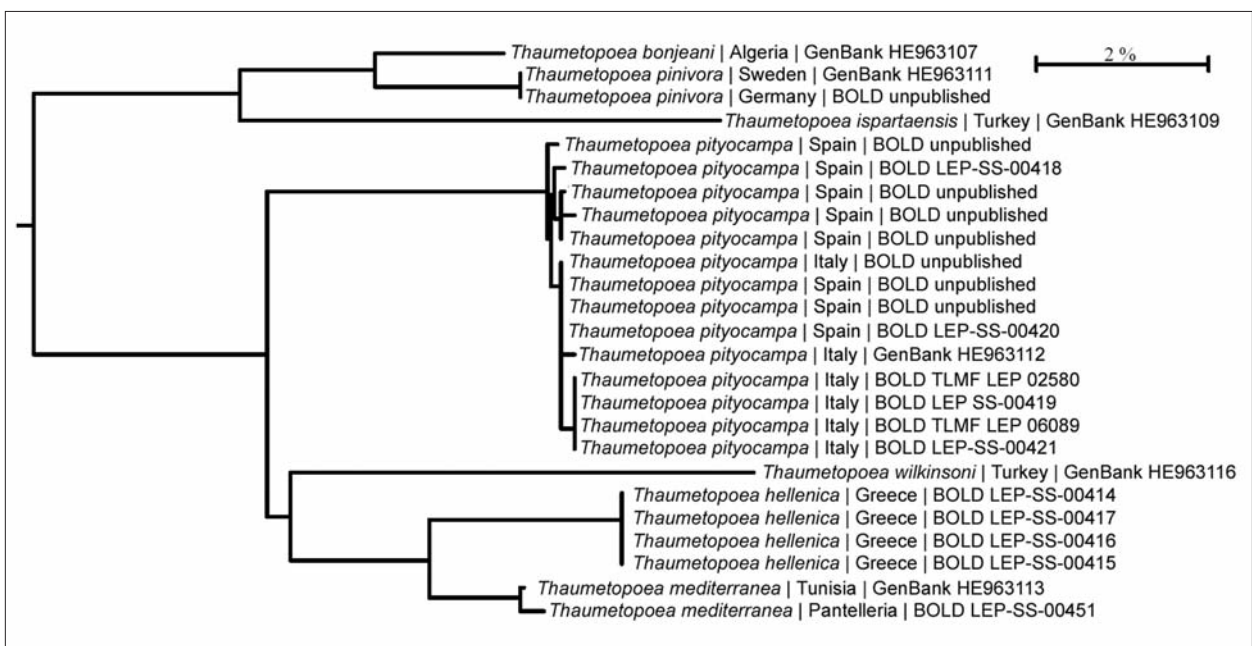 Thaumetopoea bonjeani | Algeria | GenBank HE963107
2 %
Thaumetopoea pinivora | Sweden | GenBank HE963111
Thaumetopoea pinivora | Germany | BOLD unpublished
Thaumetopoea ispartaensis | Turkey | GenBank HE963109
Thaumetopoea pityocampa | Spain | BOLD unpublished
Thaumetopoea pityocampa | Spain | BOLD LEP-SS-00418
Thaumetopoea pityocampa | Spain | BOLD unpublished
Thaumetopoea pityocampa | Spain | BOLD unpublished
Thaumetopoea pityocampa | Spain | BOLD unpublished
Thaumetopoea pityocampa | Italy | BOLD unpublished
Thaumetopoea pityocampa | Spain | BOLD unpublished
Thaumetopoea pityocampa | Spain | BOLD unpublished
Thaumetopoea pityocampa | Spain | BOLD LEP-SS-00420
Thaumetopoea pityocampa | Italy | GenBank HE963112
Thaumetopoea pityocampa | Italy | BOLD TLMF LEP 02580
Thaumetopoea pityocampa | Italy | BOLD LEP SS-00419
Thaumetopoea pityocampa | Italy | BOLD TLMF LEP 06089
Thaumetopoea pityocampa | Italy | BOLD LEP-SS-00421
Thaumetopoea wilkinsoni | Turkey | GenBank HE963116
Thaumetopoea hellenica | Greece | BOLD LEP-SS-00414
Thaumetopoea hellenica | Greece | BOLD LEP-SS-00417
Thaumetopoea hellenica | Greece | BOLD LEP-SS-00416
Thaumetopoea hellenica | Greece | BOLD LEP-SS-00415
Thaumetopoea mediterranea | Tunisia | GenBank HE963113
Thaumetopoea mediterranea | Pantelleria | BOLD LEP-SS-00451